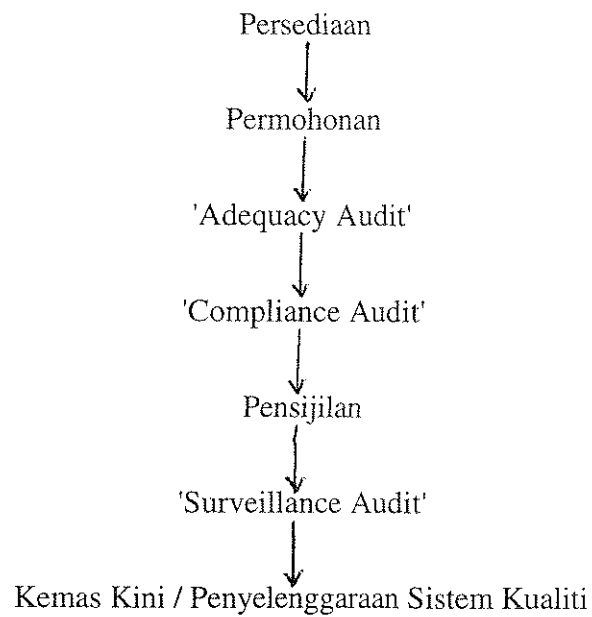 Persediaan
Permohonan
'Adequacy Audit'
'Compliance Audit'
Pensijilan
'Surveillance Audit'
Kemas Kini / Penyelenggaraan Sistem Kualiti